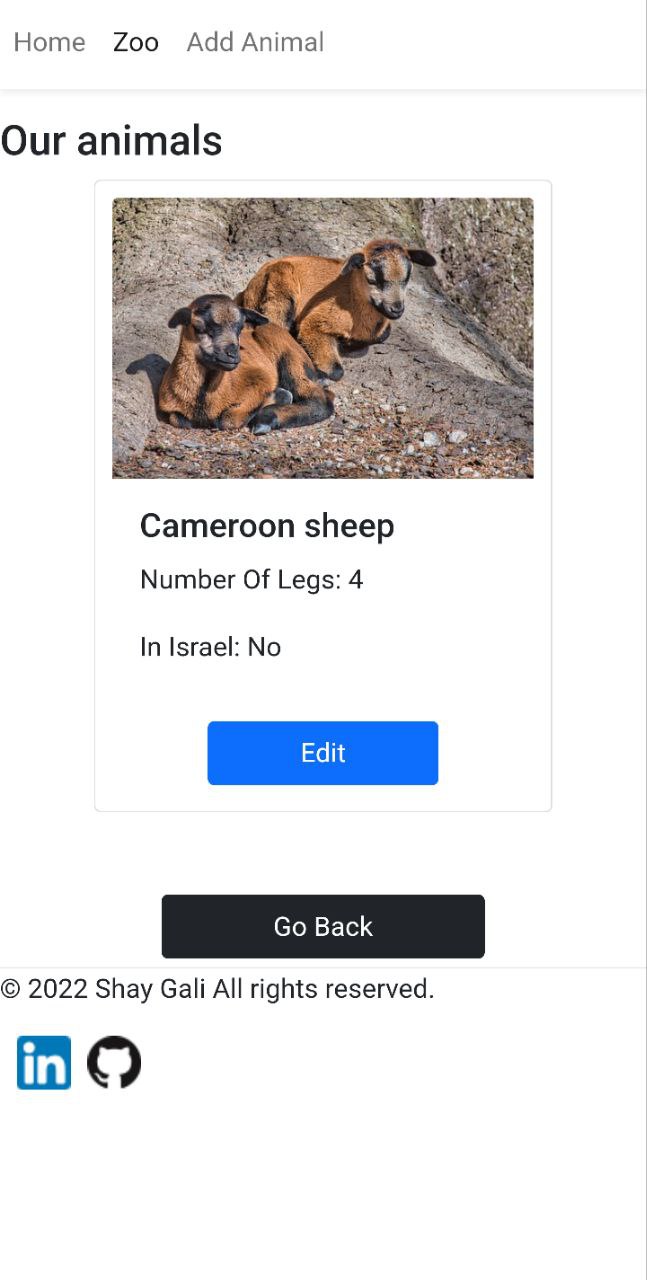 Home Zoo Add Animal
Our animals
Cameroon sheep
Number Of Legs: 4
In Israel: No
Edit
Go Back
© 2022 Shay Gali All rights reserved.
in